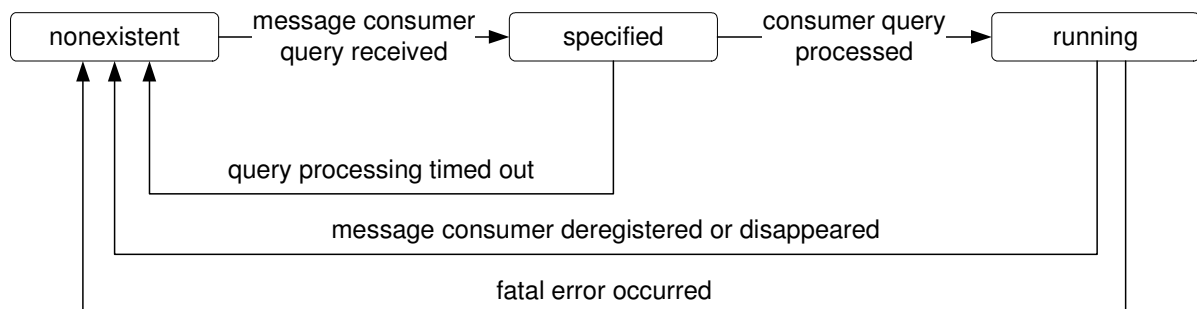 nonexistent
message consumer
query received
specified
consumer query
processed
running
query processing timed out
message consumer deregistered or disappeared
fatal error occurred